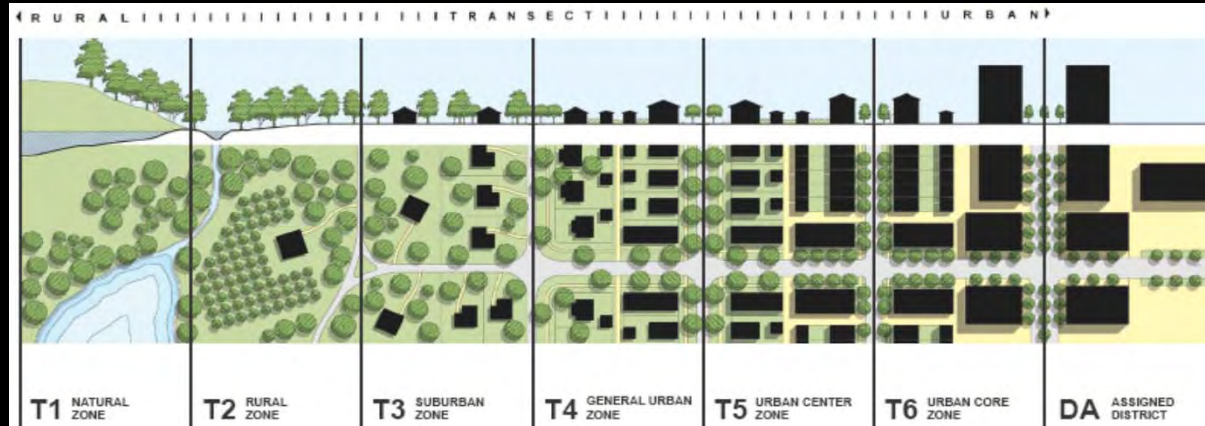 RURAL TRANSECT URBAN
T1 NATURAL ZONE
T2 RURAL ZONE
T3 SUBURBAN ZONE
T4 GENERAL URBAN ZONE
T5 URBAN CENTER ZONE
T6 URBAN CORE ZONE
DA ASSIGNED DISTRICT